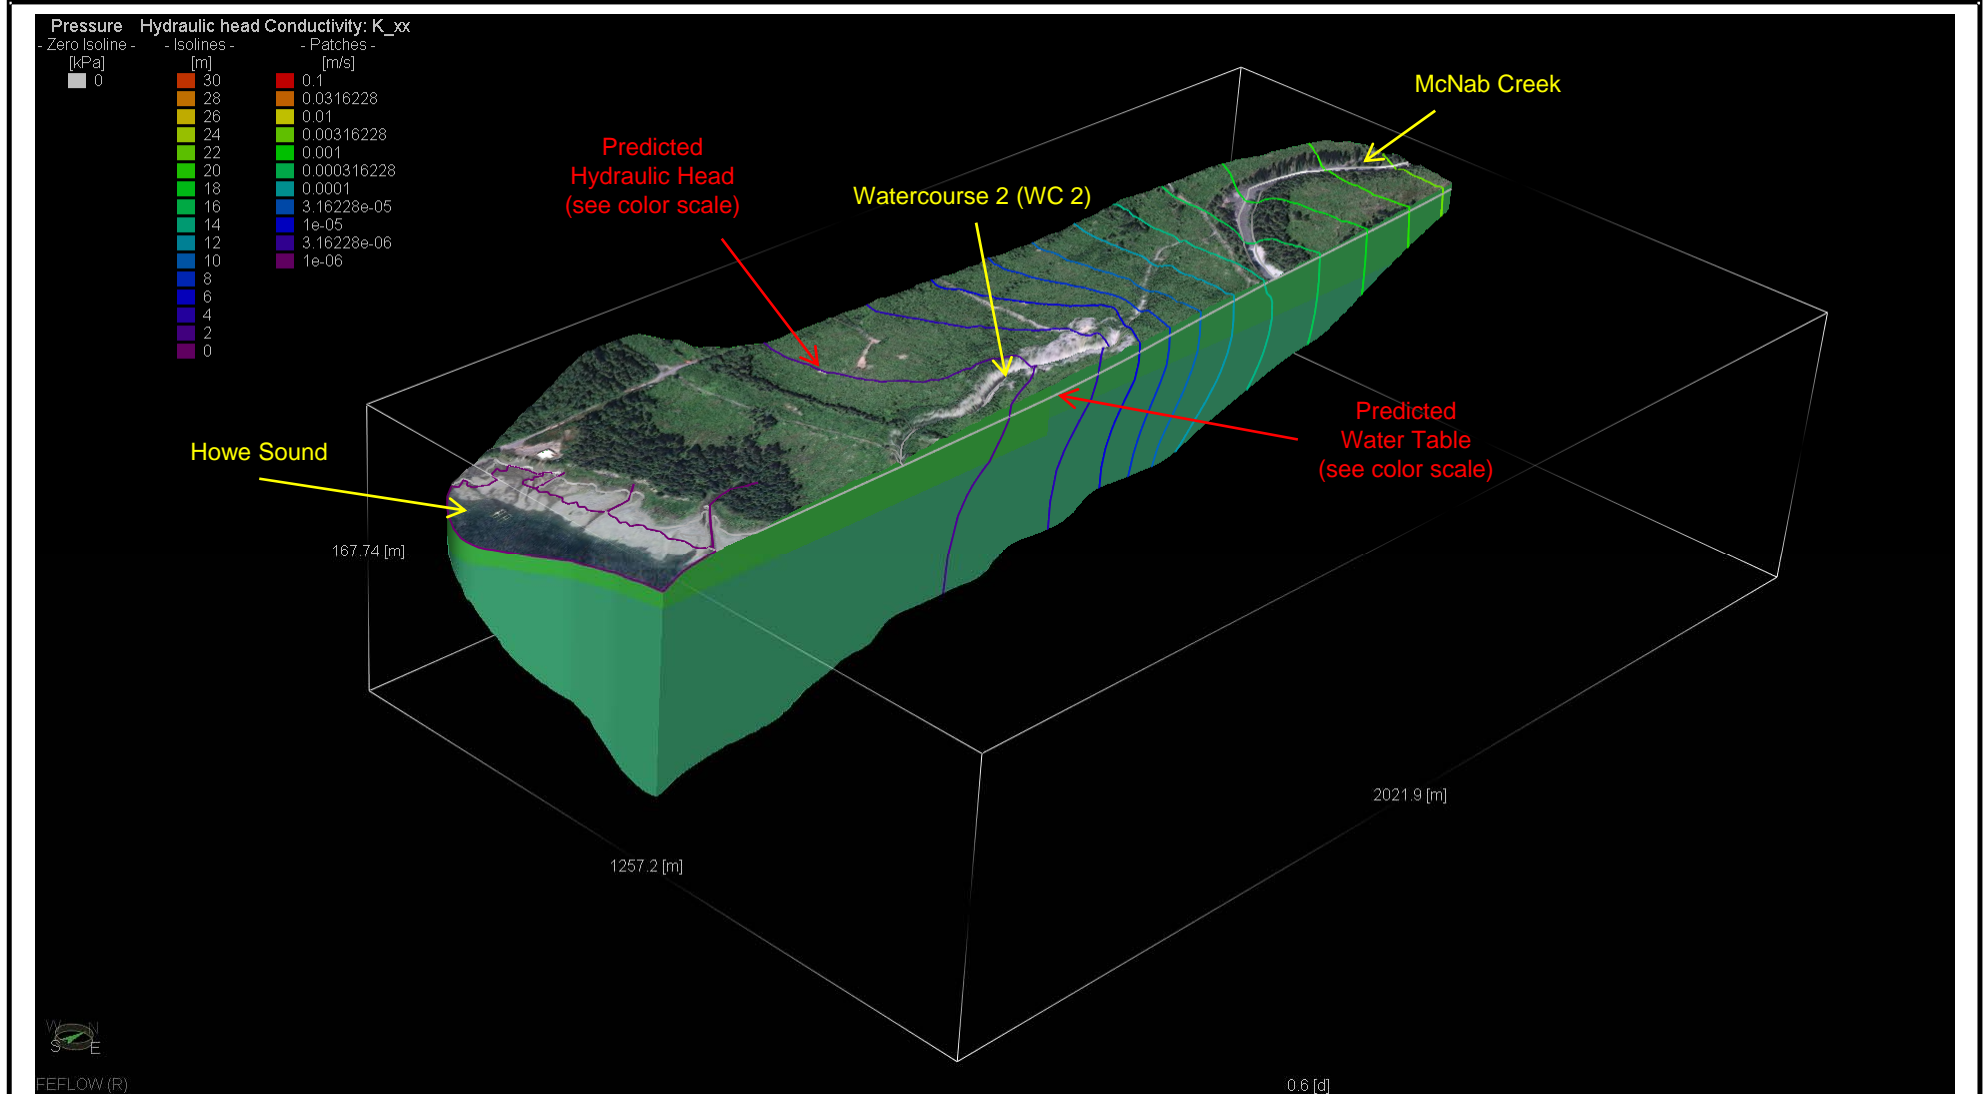 Pressure Hydraulic head Conductivity: K_xx
- Zero Isoline - - Isolines - - Patches -
[kPa] [m] [m/s]
0 30 0.1
28 0.0316228
26 0.01
24 0.00316228
22 0.001
20 0.000316228
18 0.0001
16 3.16228e-05
14 1e-05
12 3.16228e-06
10 1e-06
8
6
4
2
0
McNab Creek
Predicted
Hydraulic Head
(see color scale)
Watercourse 2 (WC 2)
Predicted
Water Table
(see color scale)
Howe Sound
167.74 [m]
2021.9 [m]
1257.2 [m]
W N
S E
FEFLOW (R)
0.6 [d]